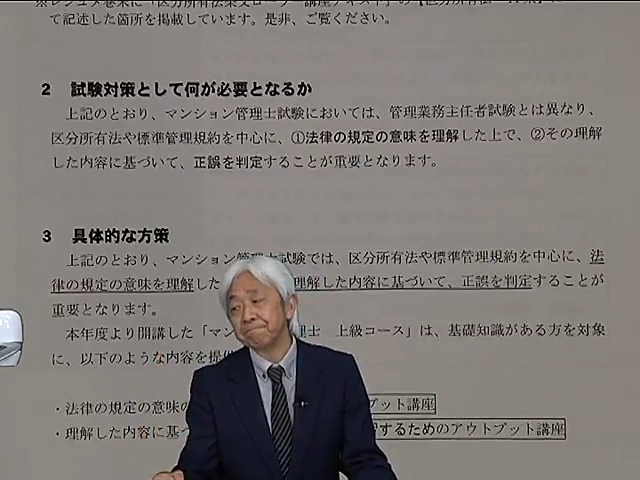 て記述した箇所を掲載しています。是非、ご覧ください。
2 試験対策として何が必要となるか
上記のとおり、マンション管理士試験においては、管理業務主任者試験とは異なり、
区分所有法や標準管理規約を中心に、①法律の規定の意味を理解した上で、②その理解
した内容に基づいて、正誤を判定することが重要となります。
3 具体的な方策
上記のとおり、マンション管理士試験では、区分所有法や標準管理規約を中心に、法
律の規定の意味を理解した 理解した内容に基づいて、正誤を判定することが
重要となります。
本年度より開講した「マン 理士 上級コース」は、基礎知識がある方を対象
に、以下のような内容を提供
・法律の規定の意味の プット講座
・理解した内容に基づ するためのアウトプット講座